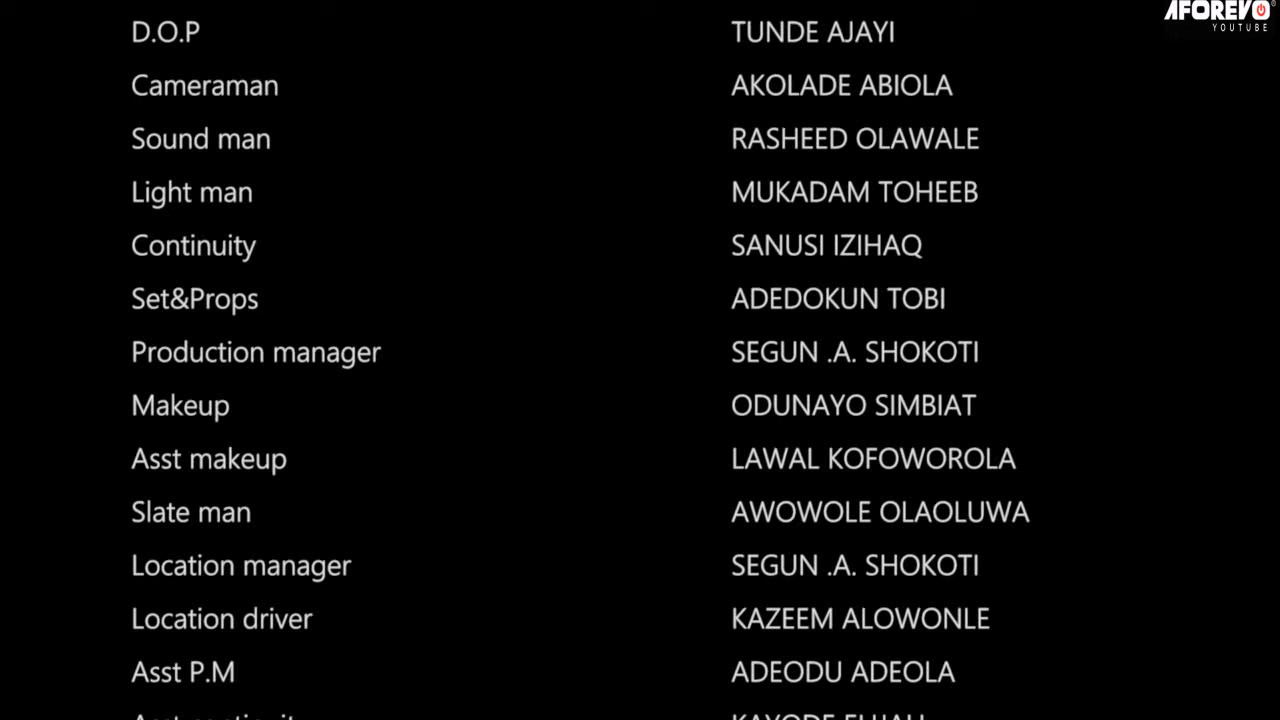 AFOREVO
YOUTUBE
D.O.P TUNDE AJAYI
Cameraman AKOLADE ABIOLA
Sound man RASHEED OLAWALE
Light man MUKADAM TOHEEB
Continuity SANUSI IZIHAQ
Set&Props ADEDOKUN TOBI
Production manager SEGUN .A. SHOKOTI
Makeup ODUNAYO SIMBIAT
Asst makeup LAWAL KOFOWOROLA
Slate man AWOWOLE OLAOLUWA
Location manager SEGUN .A. SHOKOTI
Location driver KAZEEM ALOWONLE
Asst P.M ADEODU ADEOLA